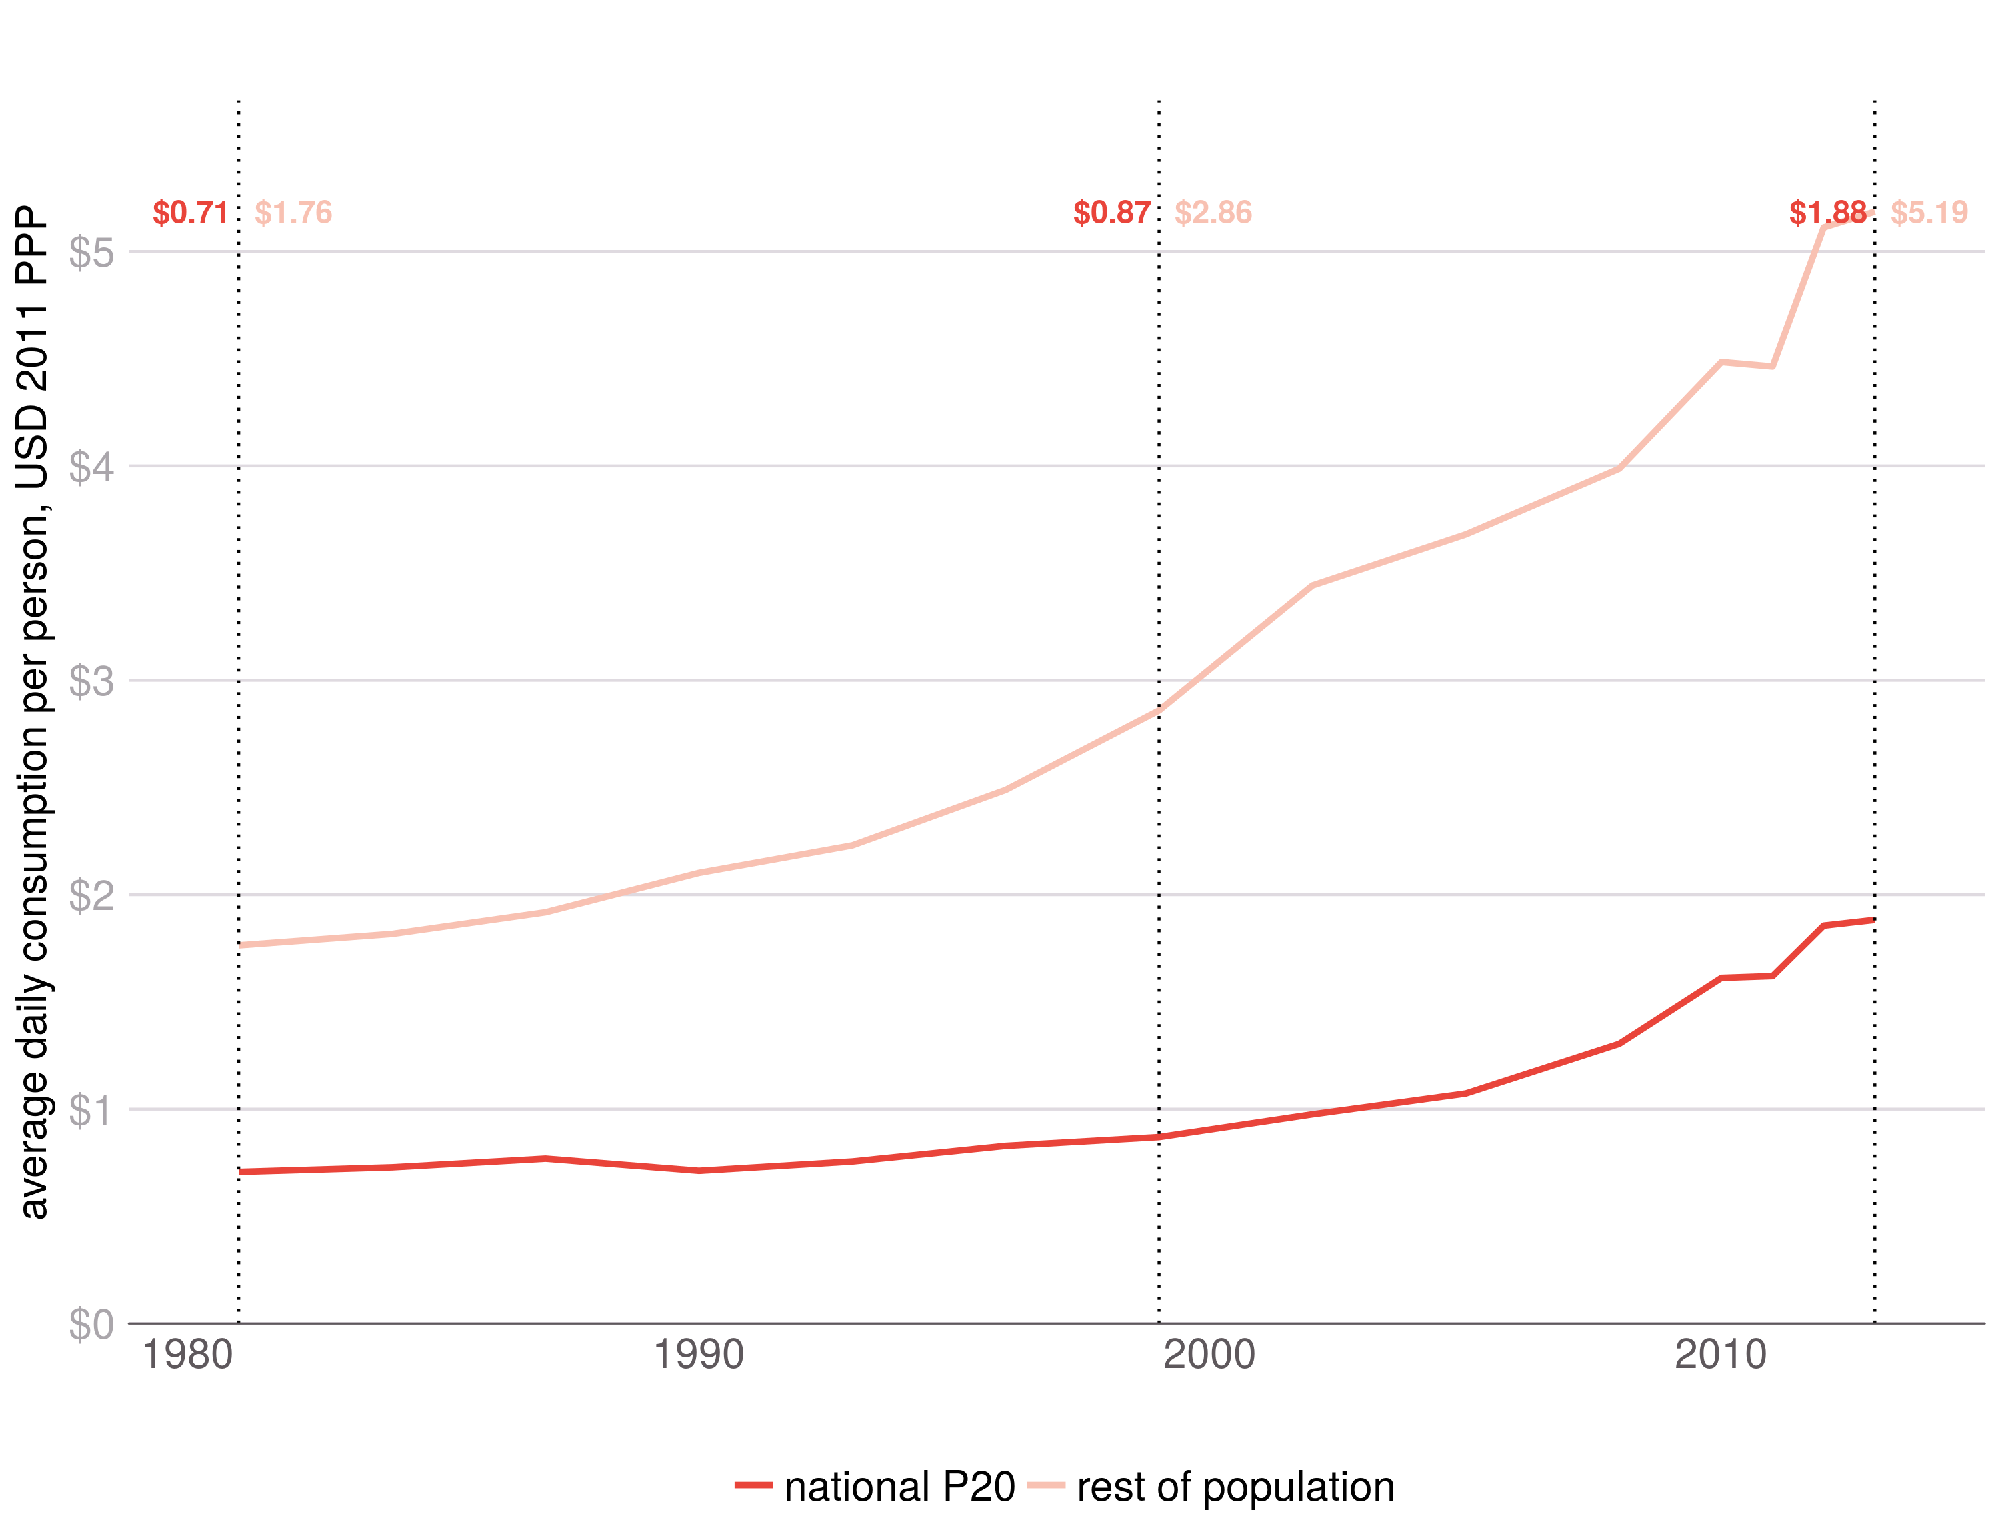 average daily consumption per person, USD 2011 PPP
$0.71 $1.76 $0.87 $2.86 $1.88 $5.19
$5
$4
$3
$2
$1
$0
1980 1990 2000 2010
national P20 rest of population